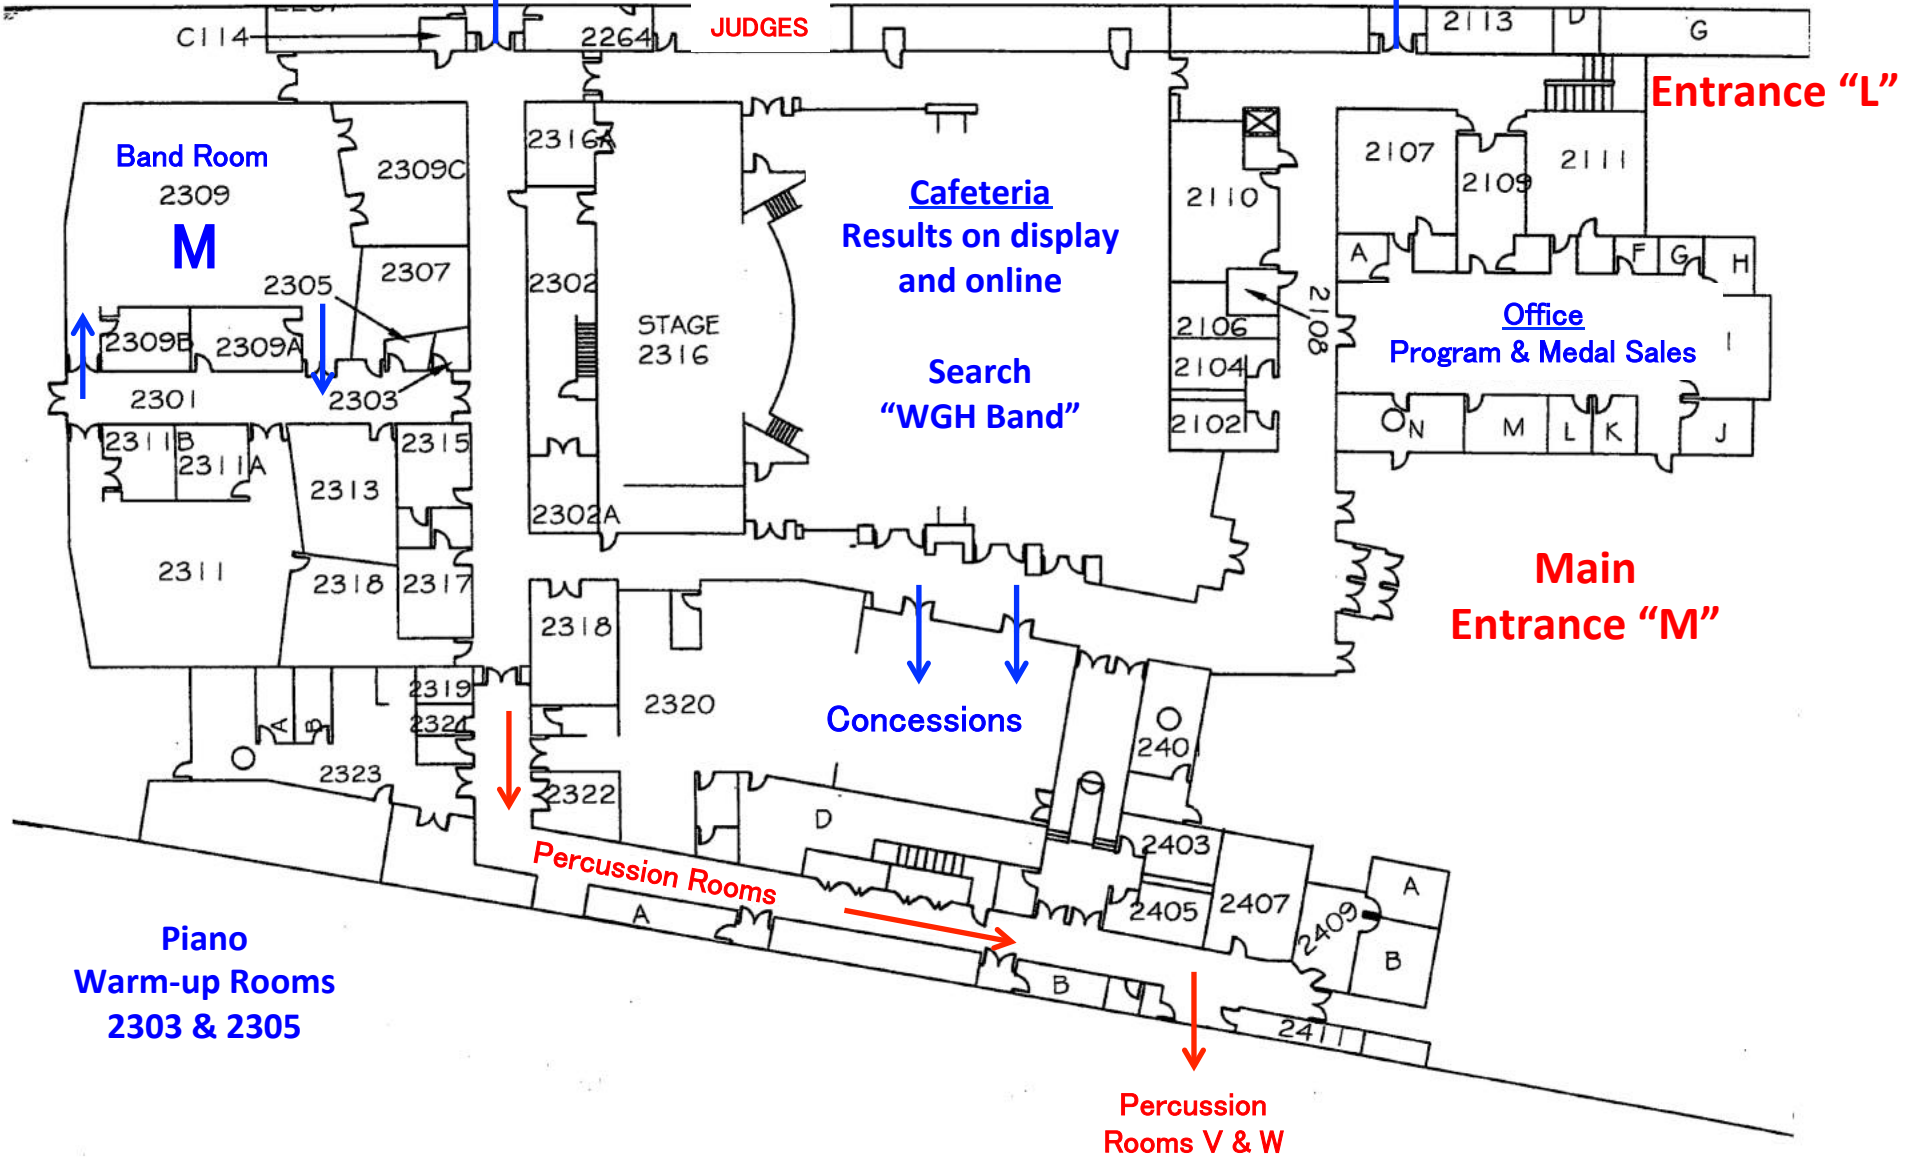 C114
2264
JUDGES
2113
D
G
Entrance “L”
Band Room
2309
M
2309C
2316A
Cafeteria
Results on display
and online
Search
“WGH Band”
2110
2107
2109
2111
A
F
G
H
2305
2307
2302
STAGE
2316
2106
2108
Office
Program & Medal Sales
I
2309B
2309A
2104
2301
2303
2102
N
M
L
K
J
2311B
2311A
2315
2313
2302A
2311
2318
2317
2318
Main
Entrance “M”
2319
2321
A
B
2320
Concessions
240
2323
2322
D
2403
Percussion Rooms
A
2405
2407
2409
A
B
B
2411
Piano
Warm-up Rooms
2303 & 2305
Percussion
Rooms V & W